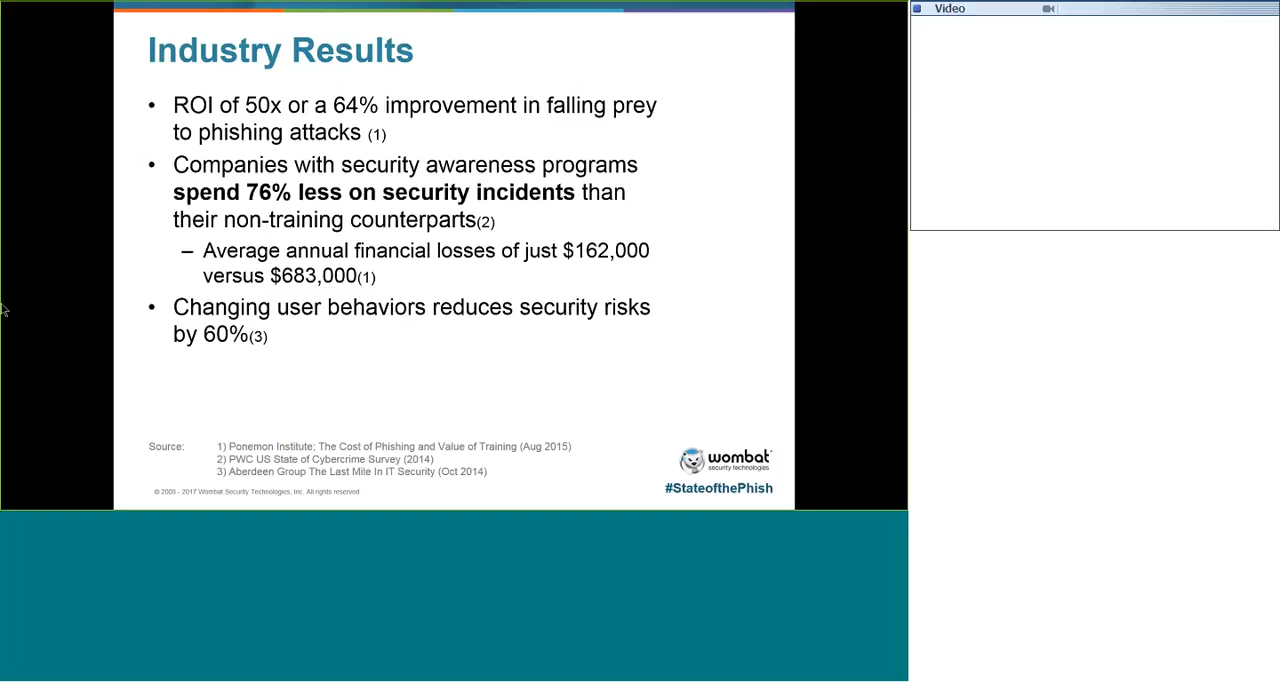 Video
Industry Results
• ROI of 50x or a 64% improvement in falling prey
to phishing attacks (1)
• Companies with security awareness programs
spend 76% less on security incidents than
their non-training counterparts(2)
– Average annual financial losses of just $162,000
versus $683,000(1)
• Changing user behaviors reduces security risks
by 60%(3)
Source: 1) Ponemon Institute; The Cost of Phishing and Value of Training (Aug 2015)
2) PWC US State of Cybercrime Survey (2014)
3) Aberdeen Group The Last Mile In IT Security (Oct 2014)
wombat
security technologies
#StateofthePhish
© 2008 - 2017 Wombat Security Technologies, Inc. All rights reserved